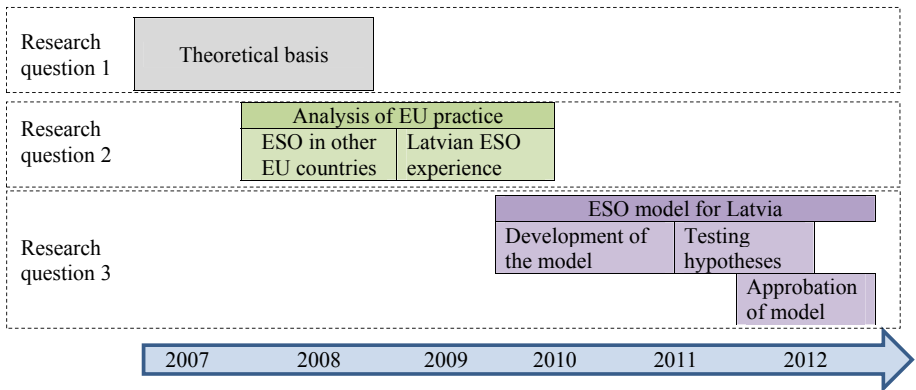 Research
question 1
Theoretical basis
Research
question 2
Analysis of EU practice
ESO in other
EU countries
Latvian ESO
experience
Research
question 3
ESO model for Latvia
Development of
the model
Testing
hypotheses
Approbation
of model
2007 2008 2009 2010 2011 2012